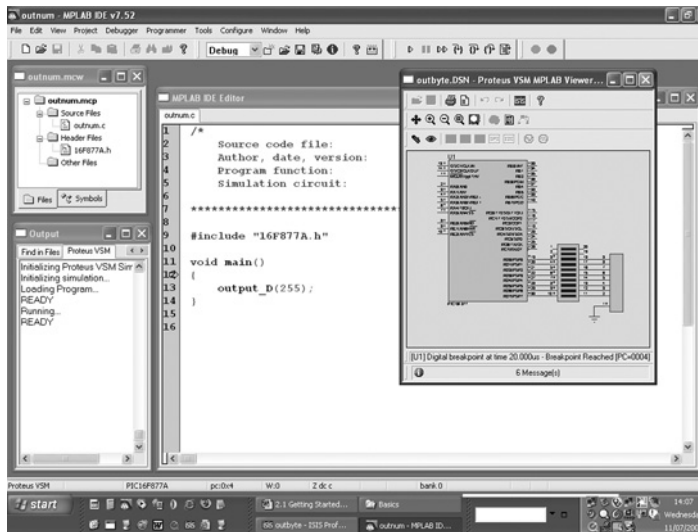 outnum - MPLAB IDE v7.52
File Edit View Project Debugger Programmer Tools Configure Window Help
Debug
outnum.mcw
outnum.mcp
Source Files
outnum.c
Header Files
16F877A.h
Other Files
Files Symbols
Output
Find in Files Proteus VSM
Initializing Proteus VSM Sim
Initializing simulation...
Loading Program...
READY
Running...
READY
MPLAB IDE Editor
outnum.c
1 /*
2 Source code file:
3 Author, date, version:
4 Program function:
5 Simulation circuit:
6
7 ******************************
8
9 #include "16F877A.h"
10
11 void main()
12 {
13 output_D(255);
14 }
15
16
outbyte.DSN - Proteus VSM MPLAB Viewer...
U1
[U1] Digital breakpoint at time 20.000us - Breakpoint Reached [PC=0004]
6 Message(s)
Proteus VSM PIC16F877A pc:0x4 W:0 Z dc c bank 0
start
2.1 Getting Started...
Basics
outbyte - ISIS Prof...
outnum - MPLAB ID...
14:07
Wednesda
11/07/20